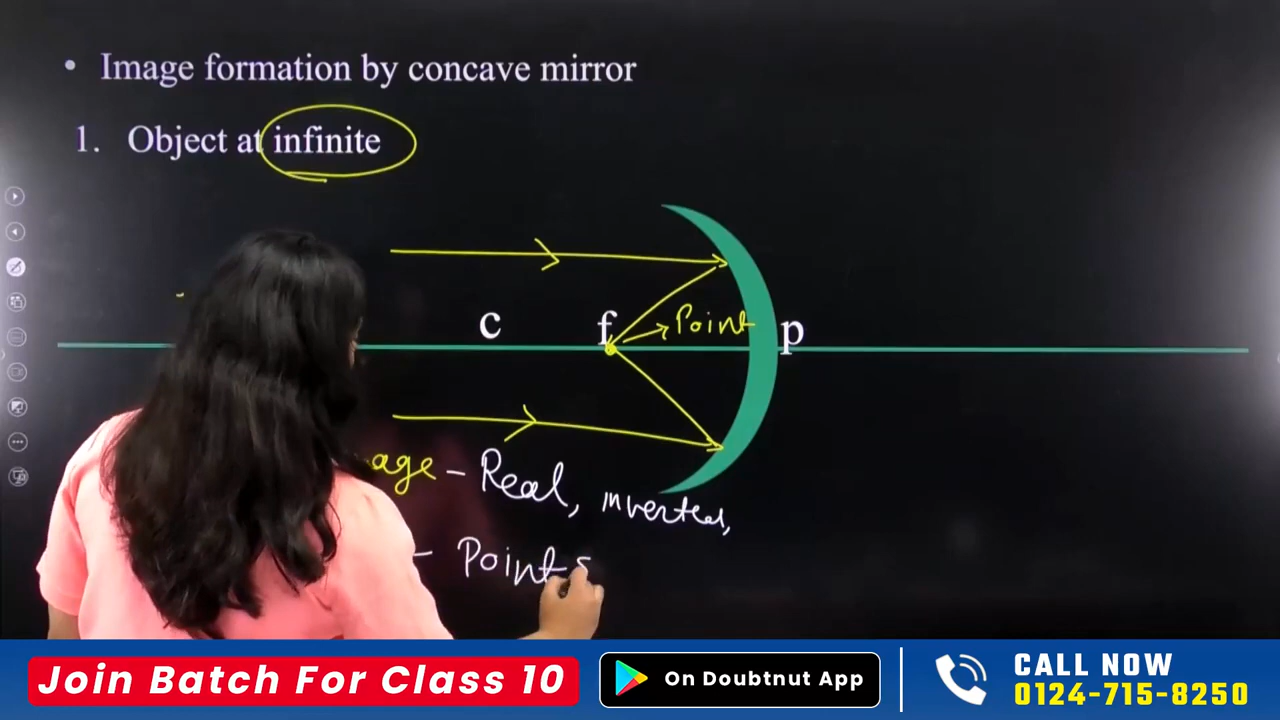 • Image formation by concave mirror
1. Object at infinite
c f Point p
age - Real, inverted,
- Point s
Join Batch For Class 10
On Doubtnut App
CALL NOW
0124-715-8250